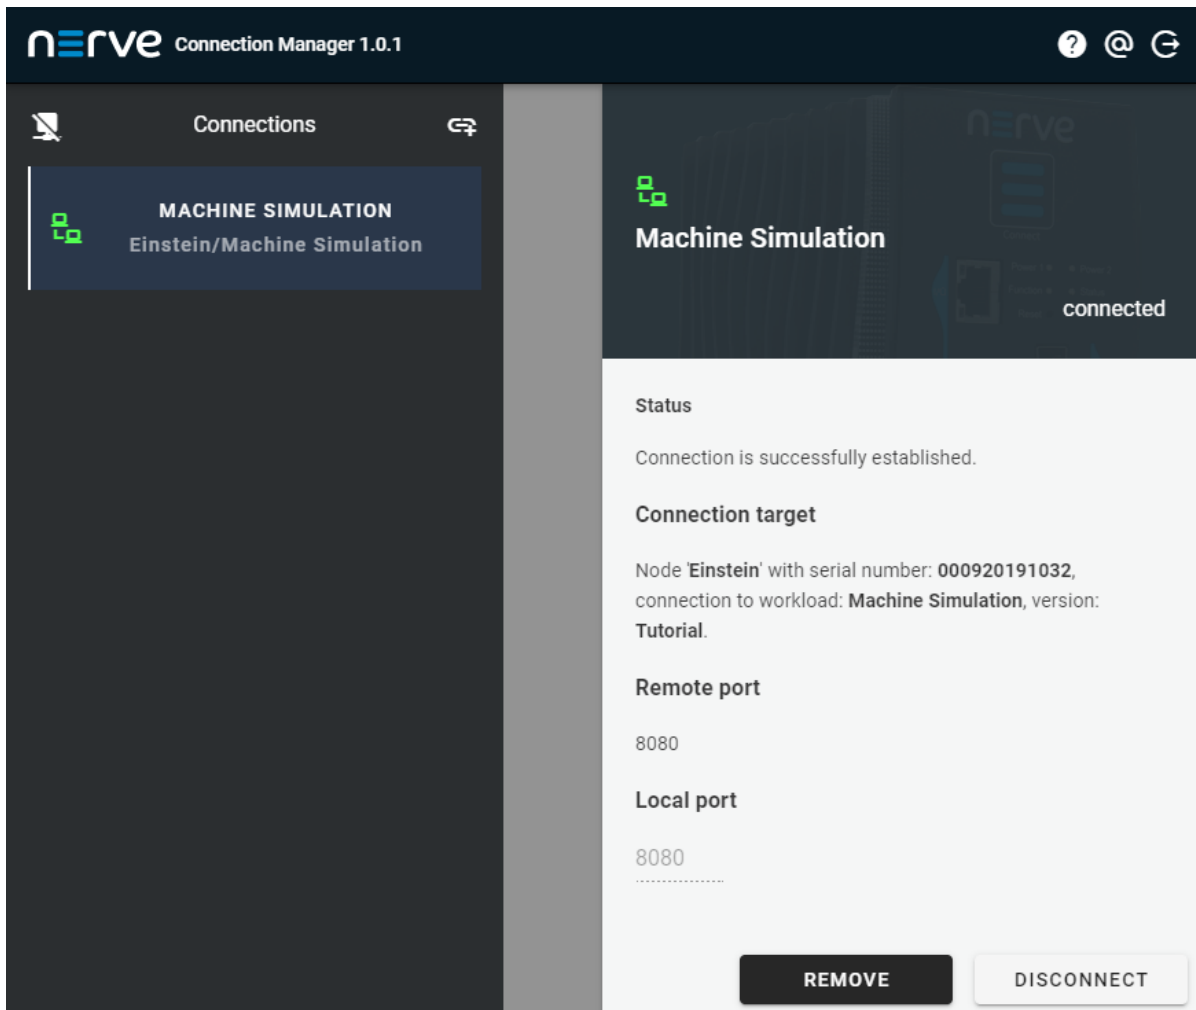 nerve Connection Manager 1.0.1
Connections
MACHINE SIMULATION
Einstein/Machine Simulation
nerve
Machine Simulation
connected
Status
Connection is successfully established.
Connection target
Node 'Einstein' with serial number: 000920191032,
connection to workload: Machine Simulation, version:
Tutorial.
Remote port
8080
Local port
8080
REMOVE
DISCONNECT